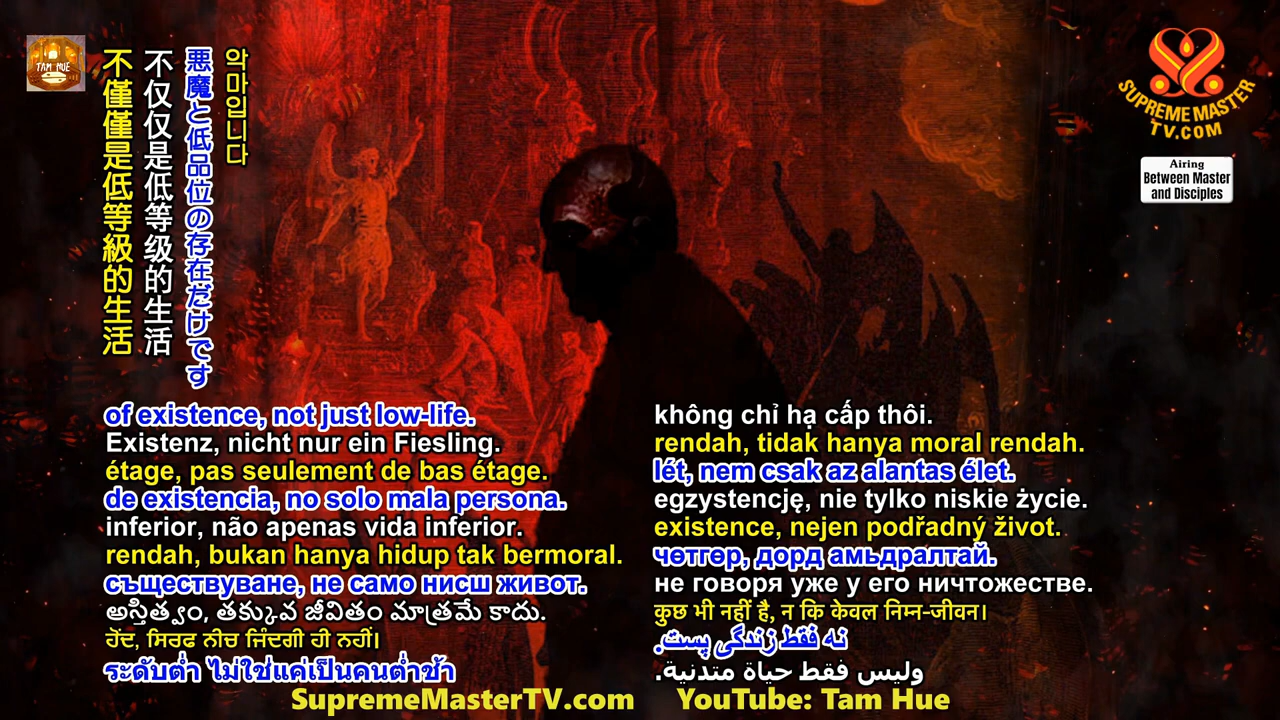 TAM HUE
不僅僅是低等級的生活
不仅仅是低等级的生活
悪魔と低品位の存在だけです
악마입니다
SUPREME MASTER
TV.COM
Airing
Between Master
and Disciples
of existence, not just low-life.
Existenz, nicht nur ein Fiesling.
étage, pas seulement de bas étage.
de existencia, no solo mala persona.
inferior, não apenas vida inferior.
rendah, bukan hanya hidup tak bermoral.
съществуване, не само нисш живот.
అస్తిత్వం, తక్కువ జీవితం మాత్రమే కాదు.
ਹੋਂਦ, ਸਿਰਫ ਨੀਚ ਜਿੰਦਗੀ ਹੀ ਨਹੀਂ।
ระดับต่ำ ไม่ใช่แค่เป็นคนต่ำช้า
không chỉ hạ cấp thôi.
rendah, tidak hanya moral rendah.
lét, nem csak az alantas élet.
egzystencję, nie tylko niskie życie.
existence, nejen podřadný život.
чөтгөр, дорд амьдралтай.
не говоря уже у его ничтожестве.
कुछ भी नहीं है, न कि केवल निम्न-जीवन।
نه فقط زندگی پست.
وليس فقط حياة متدنية.
SupremeMasterTV.com YouTube: Tam Hue